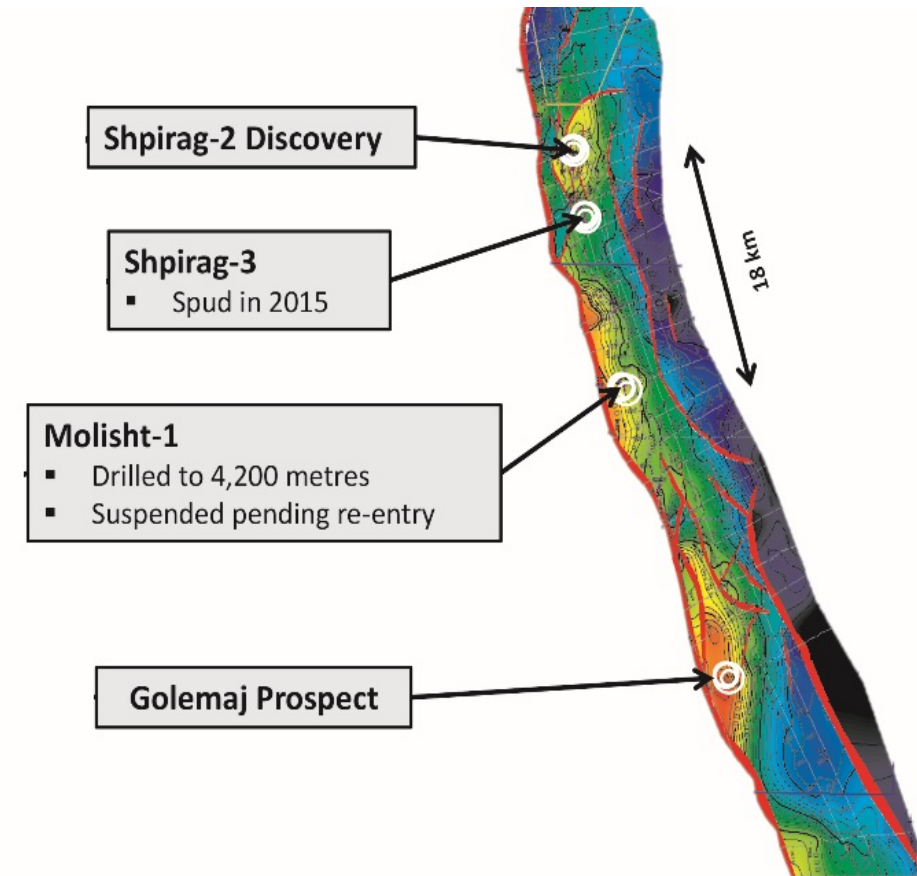 Shpirag-2 Discovery
Shpirag-3
▪ Spud in 2015
18 km
Molisht-1
▪ Drilled to 4,200 metres
▪ Suspended pending re-entry
Golemaj Prospect